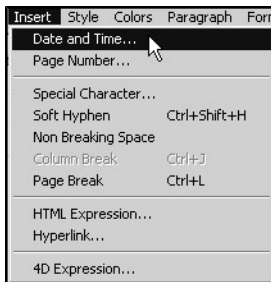 Insert Style Colors Paragraph For
Date and Time...
Page Number...
Special Character...
Soft Hyphen Ctrl+Shift+H
Non Breaking Space
Column Break Ctrl+J
Page Break Ctrl+L
HTML Expression...
Hyperlink...
4D Expression...